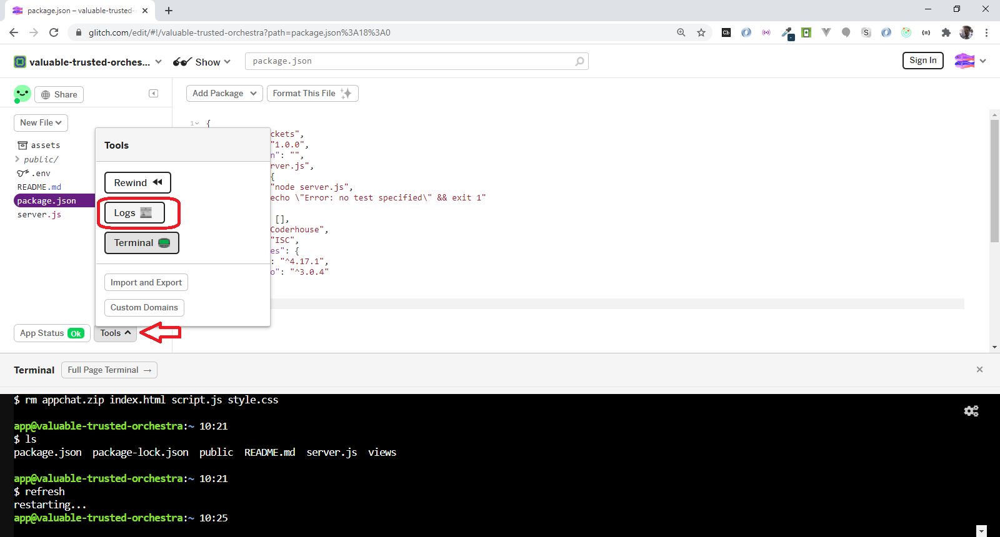 package.json – valuable-trusted-
glitch.com/edit/#!/valuable-trusted-orchestra?path=package.json%3A18%3A0
valuable-trusted-orches...
Show
package.json
Sign In
Share
Add Package
Format This File
New File
assets
public/
.env
README.md
package.json
server.js
Tools
Rewind
Logs
Terminal
Import and Export
Custom Domains
1
{
ckets",
"1.0.0",
n": "",
rver.js",
{
"node server.js",
echo \"Error: no test specified\" && exit 1"
[],
Coderhouse",
"ISC",
es": {
: "^4.17.1",
o": "^3.0.4"
App Status Ok
Tools
Terminal
Full Page Terminal →
$ rm appchat.zip index.html script.js style.css
app@valuable-trusted-orchestra:~ 10:21
$ ls
package.json package-lock.json public README.md server.js views
app@valuable-trusted-orchestra:~ 10:21
$ refresh
restarting...
app@valuable-trusted-orchestra:~ 10:25